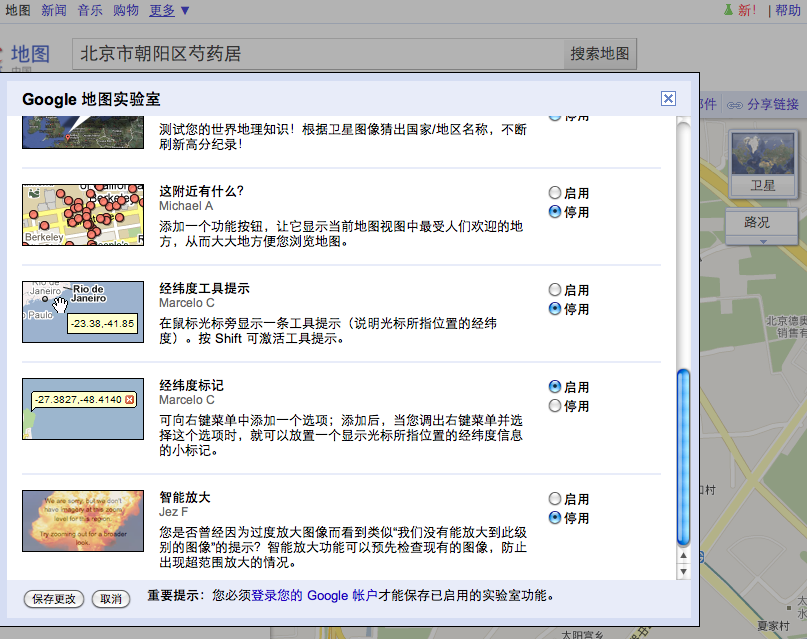 地图 新闻 音乐 购物 更多 ▼
新! | 帮助
地图
北京市朝阳区芍药居
搜索地图
Google 地图实验室
邮件
分享链接
停用
测试您的世界地理知识！根据卫星图像猜出国家/地区名称，不断
刷新高分纪录！
卫星
路况
这附近有什么?
Michael A
添加一个功能按钮，让它显示当前地图视图中最受人们欢迎的地
方，从而大大地方便您浏览地图。
启用
停用
Berkeley
经纬度工具提示
Marcelo C
在鼠标光标旁显示一条工具提示（说明光标所指位置的经纬
度）。按 Shift 可激活工具提示。
启用
停用
Rio de
Janeiro
Rio de
Janeiro
Paulo
-23.38,-41.85
北京德奥
销售有
经纬度标记
Marcelo C
可向右键菜单中添加一个选项；添加后，当您调出右键菜单并选
择这个选项时，就可以放置一个显示光标所指位置的经纬度信息
的小标记。
启用
停用
-27.3827,-48.4140
智能放大
Jez F
您是否曾经因为过度放大图像而看到类似“我们没有能放大到此级
别的图像”的提示？智能放大功能可以预先检查现有的图像，防止
出现超范围放大的情况。
启用
停用
We are sorry, but we don't
have imagery at this zoom
level for this region.
Try zooming out for a broader
look.
村
保存更改
取消
重要提示：您必须登录您的 Google 帐户才能保存已启用的实验室功能。
夏家村
太阳宫乡